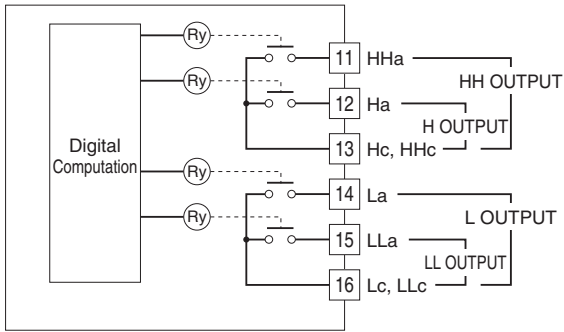 Digital
Computation
Ry
Ry
Ry
Ry
11 HHa
12 Ha
13 Hc, HHc
14 La
15 LLa
16 Lc, LLc
HH OUTPUT
H OUTPUT
L OUTPUT
LL OUTPUT